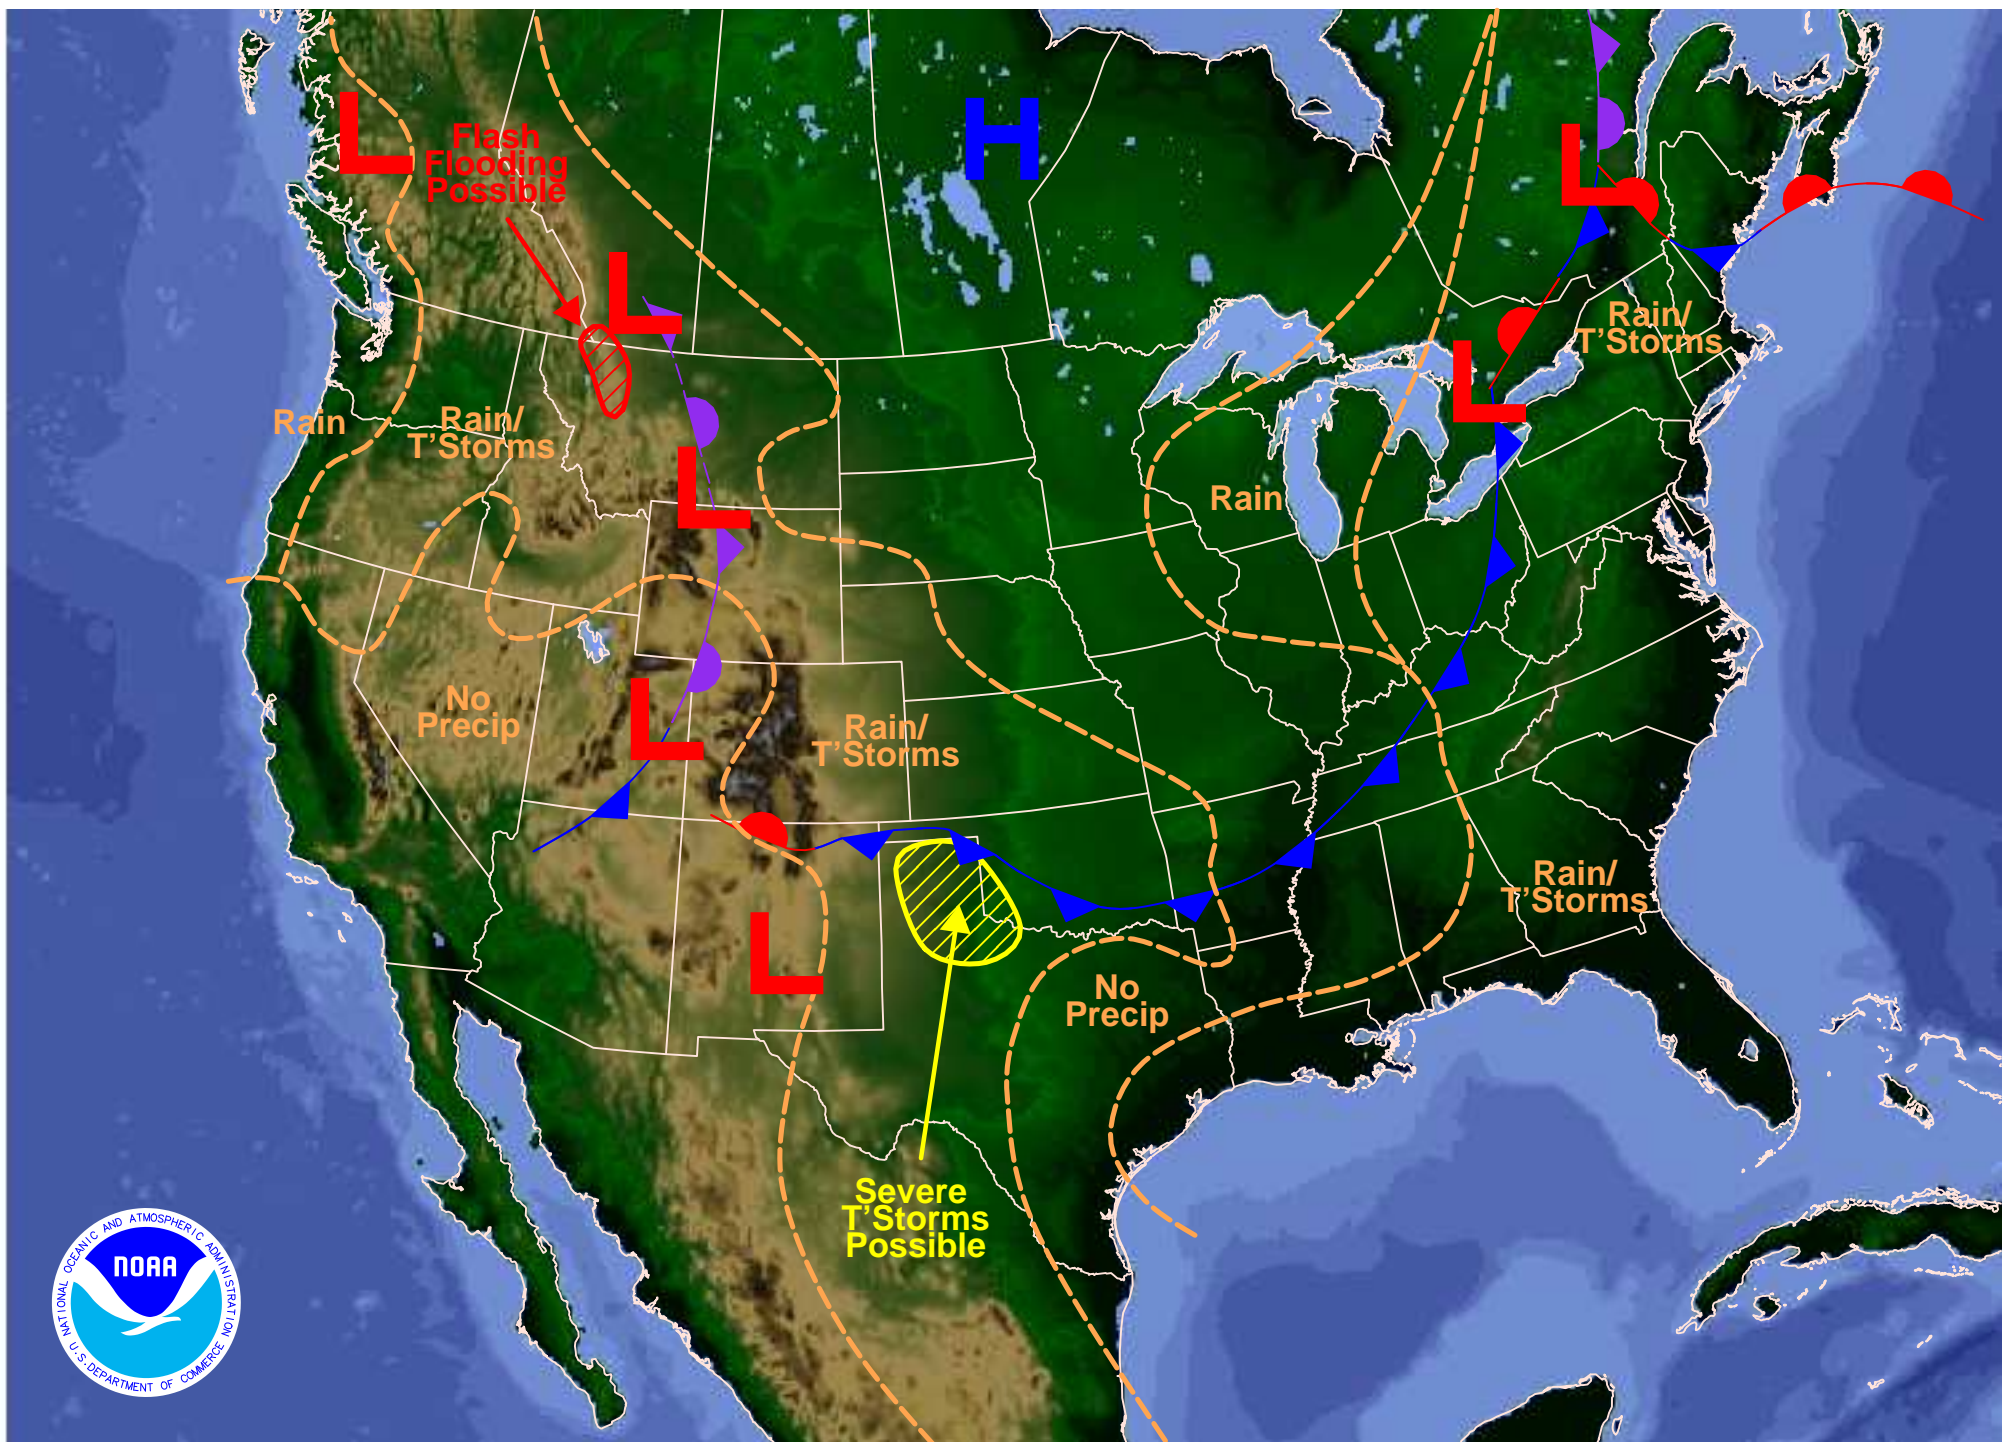 H
L
Flash
Flooding
Possible
L
L
Rain/
T'Storms
L
L
Rain
Rain/
T'Storms
L
Rain
L
No
Precip
Rain/
T'Storms
Rain/
T'Storms
L
No
Precip
Severe
T'Storms
Possible
NATIONAL OCEANIC AND ATMOSPHERIC ADMINISTRATION
NOAA
U.S. DEPARTMENT OF COMMERCE